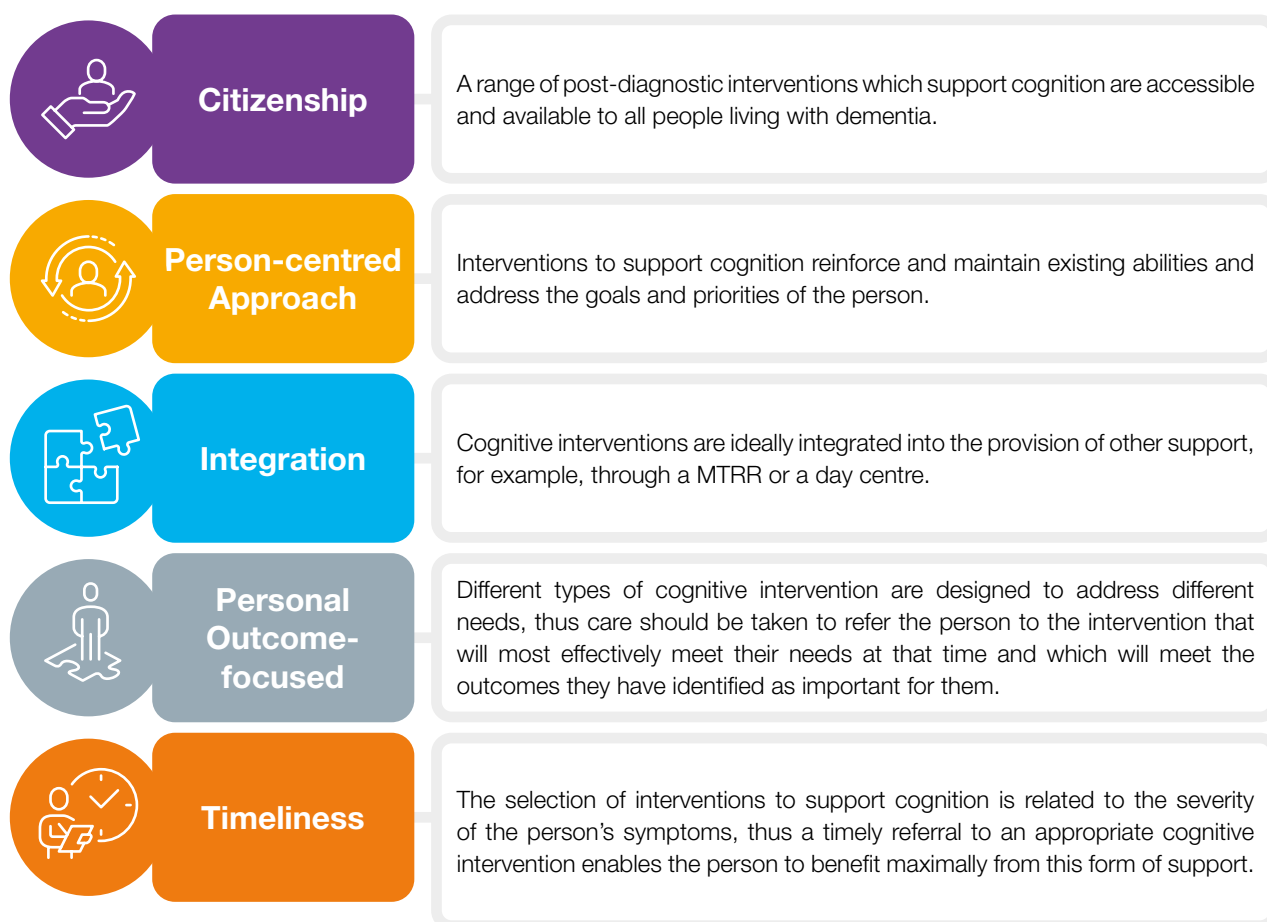 Citizenship
A range of post-diagnostic interventions which support cognition are accessible
and available to all people living with dementia.
Person-centred
Approach
Interventions to support cognition reinforce and maintain existing abilities and
address the goals and priorities of the person.
Integration
Cognitive interventions are ideally integrated into the provision of other support,
for example, through a MTRR or a day centre.
Personal
Outcome-
focused
Different types of cognitive intervention are designed to address different
needs, thus care should be taken to refer the person to the intervention that
will most effectively meet their needs at that time and which will meet the
outcomes they have identified as important for them.
Timeliness
The selection of interventions to support cognition is related to the severity
of the person's symptoms, thus a timely referral to an appropriate cognitive
intervention enables the person to benefit maximally from this form of support.